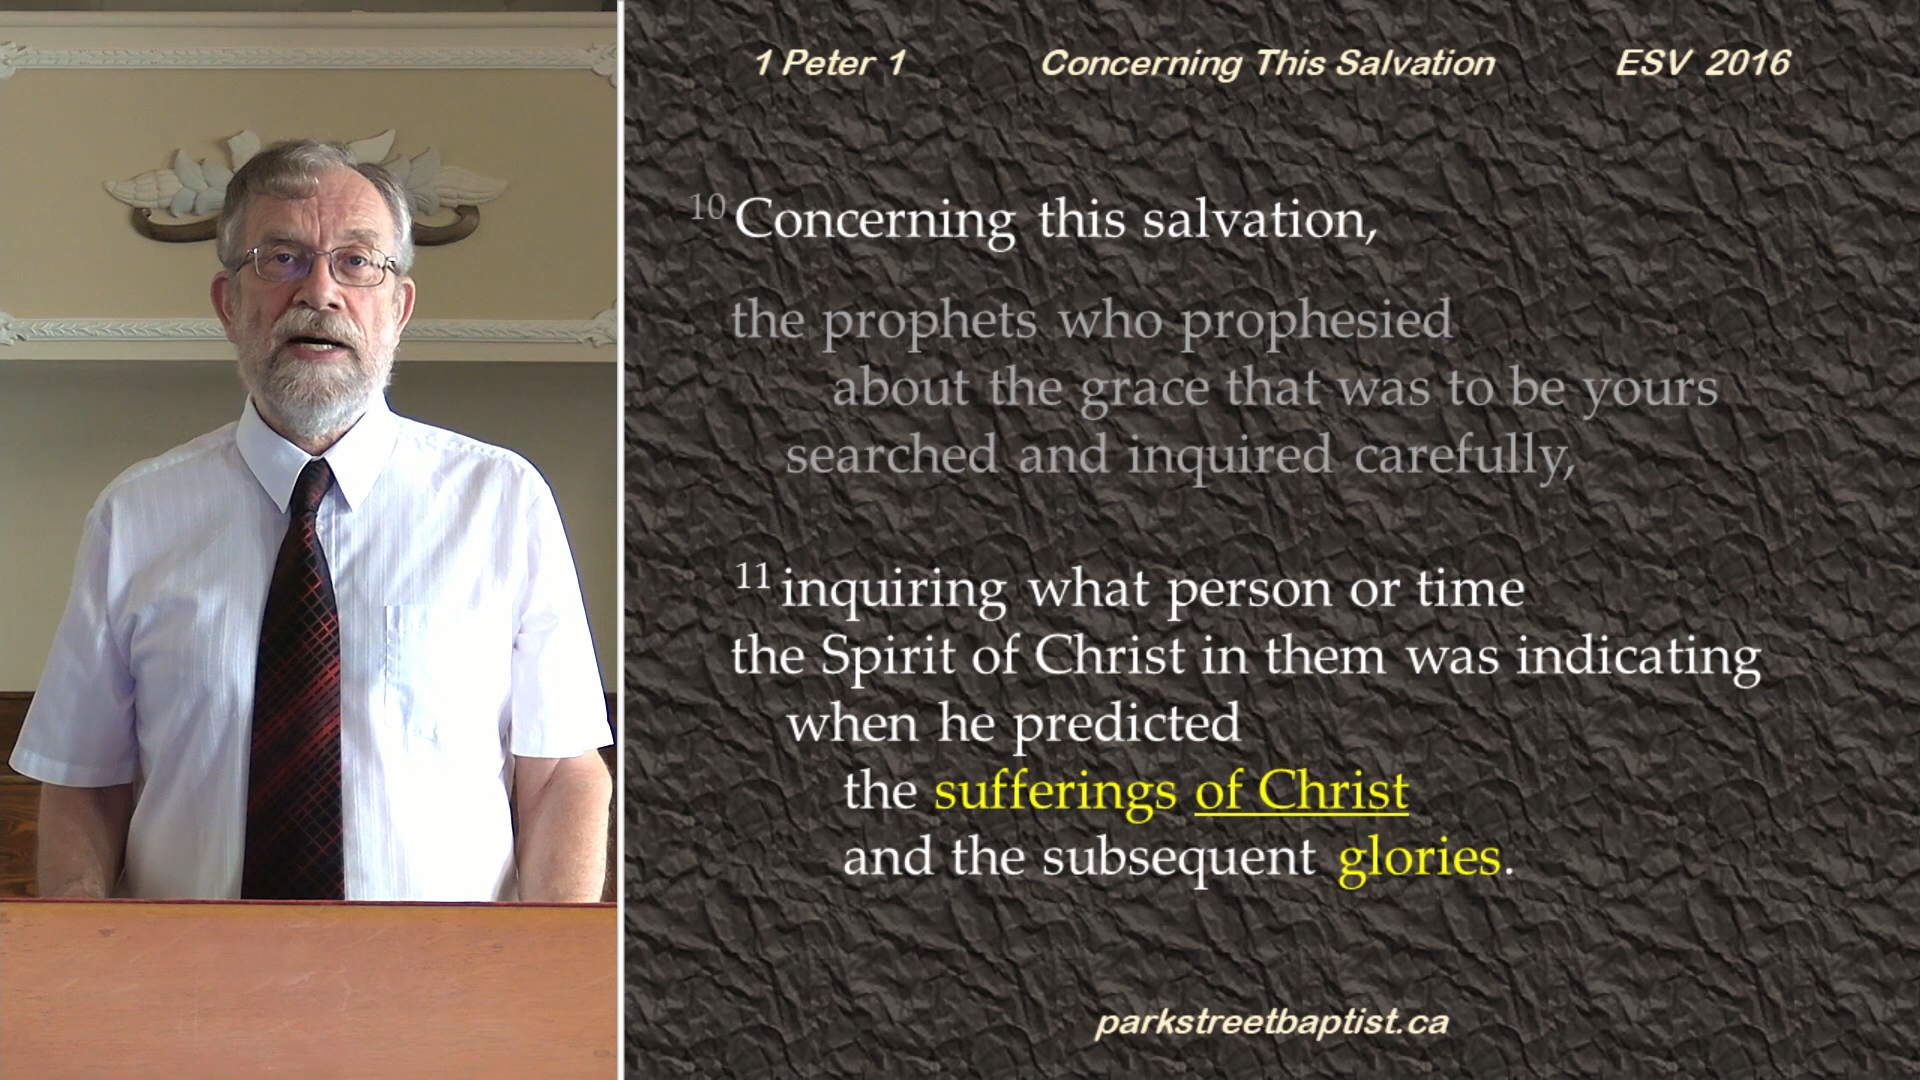 1 Peter 1 Concerning This Salvation ESV 2016
10 Concerning this salvation,
the prophets who prophesied
about the grace that was to be yours
searched and inquired carefully,
11 inquiring what person or time
the Spirit of Christ in them was indicating
when he predicted
the sufferings of Christ
and the subsequent glories.
parkstreetbaptist.ca